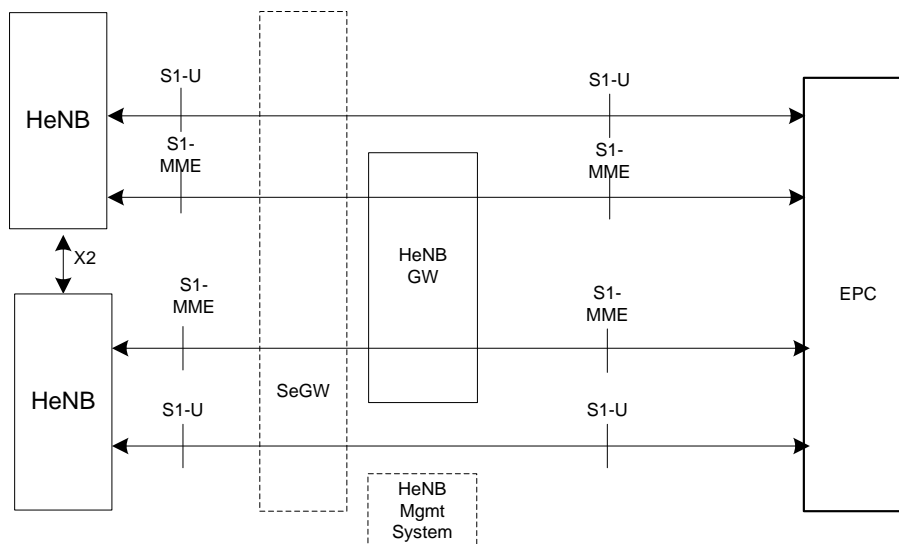 S1-U
S1-U
HeNB
S1-
MME
S1-
MME
HeNB
GW
X2
EPC
S1-
MME
S1-
MME
HeNB
SeGW
S1-U
S1-U
HeNB
Mgmt
System